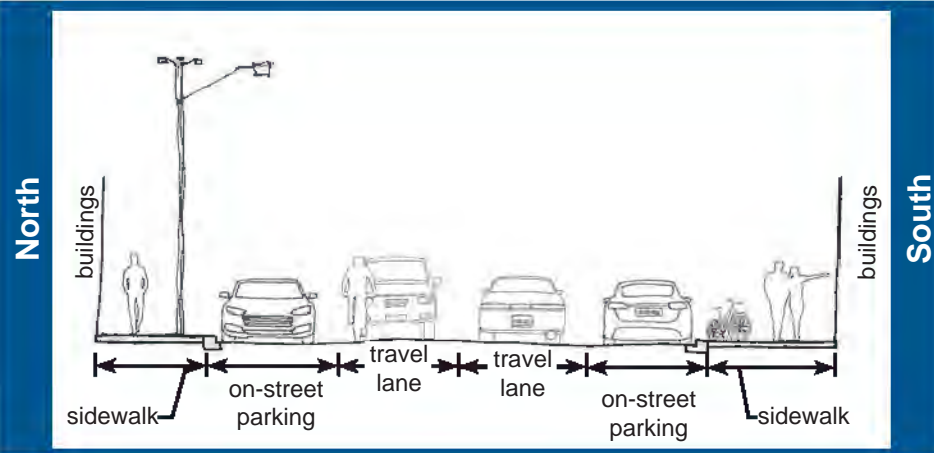 North
buildings
sidewalk
on-street
parking
travel
lane
travel
lane
on-street
parking
sidewalk
buildings
South